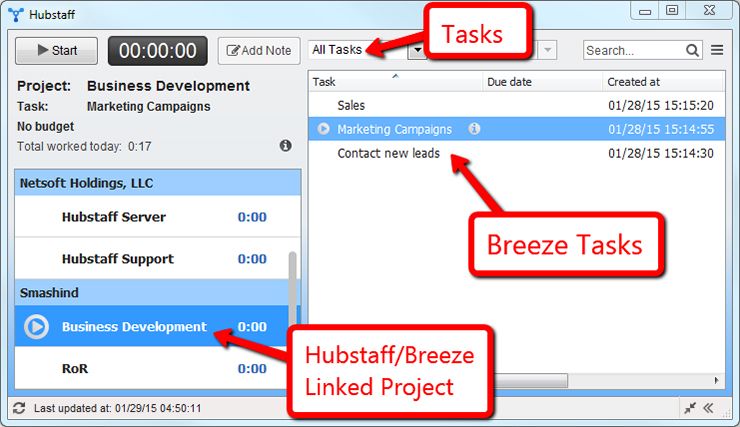 Hubstaff
Start
00:00:00
Add Note
All Tasks
Search...
Tasks
Project: Business Development
Task: Marketing Campaigns
No budget
Total worked today: 0:17
Netsoft Holdings, LLC
Hubstaff Server 0:00
Hubstaff Support 0:00
Smashind
Business Development 0:00
RoR 0:00
Task Due date Created at
Sales 01/28/15 15:15:20
Marketing Campaigns 01/28/15 15:14:55
Contact new leads 01/28/15 15:14:30
Breeze Tasks
Hubstaff/Breeze
Linked Project
Last updated at: 01/29/15 04:50:11